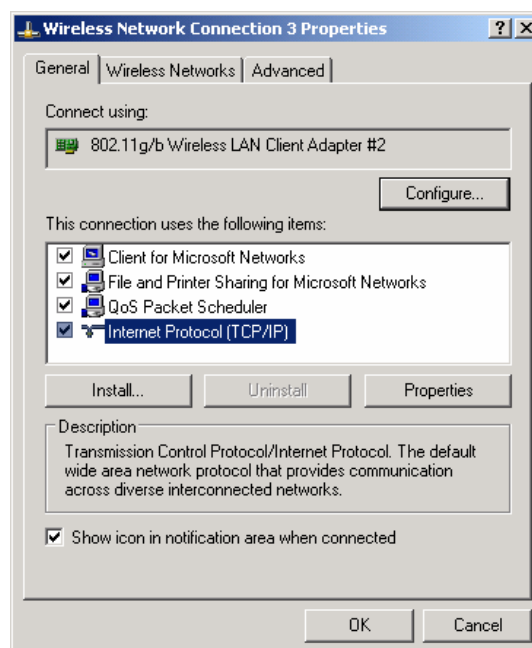 Wireless Network Connection 3 Properties
General Wireless Networks Advanced
Connect using:
802.11g/b Wireless LAN Client Adapter #2
Configure...
This connection uses the following items:
Client for Microsoft Networks
File and Printer Sharing for Microsoft Networks
QoS Packet Scheduler
Internet Protocol (TCP/IP)
Install... Uninstall Properties
Description
Transmission Control Protocol/Internet Protocol. The default
wide area network protocol that provides communication
across diverse interconnected networks.
Show icon in notification area when connected
OK Cancel